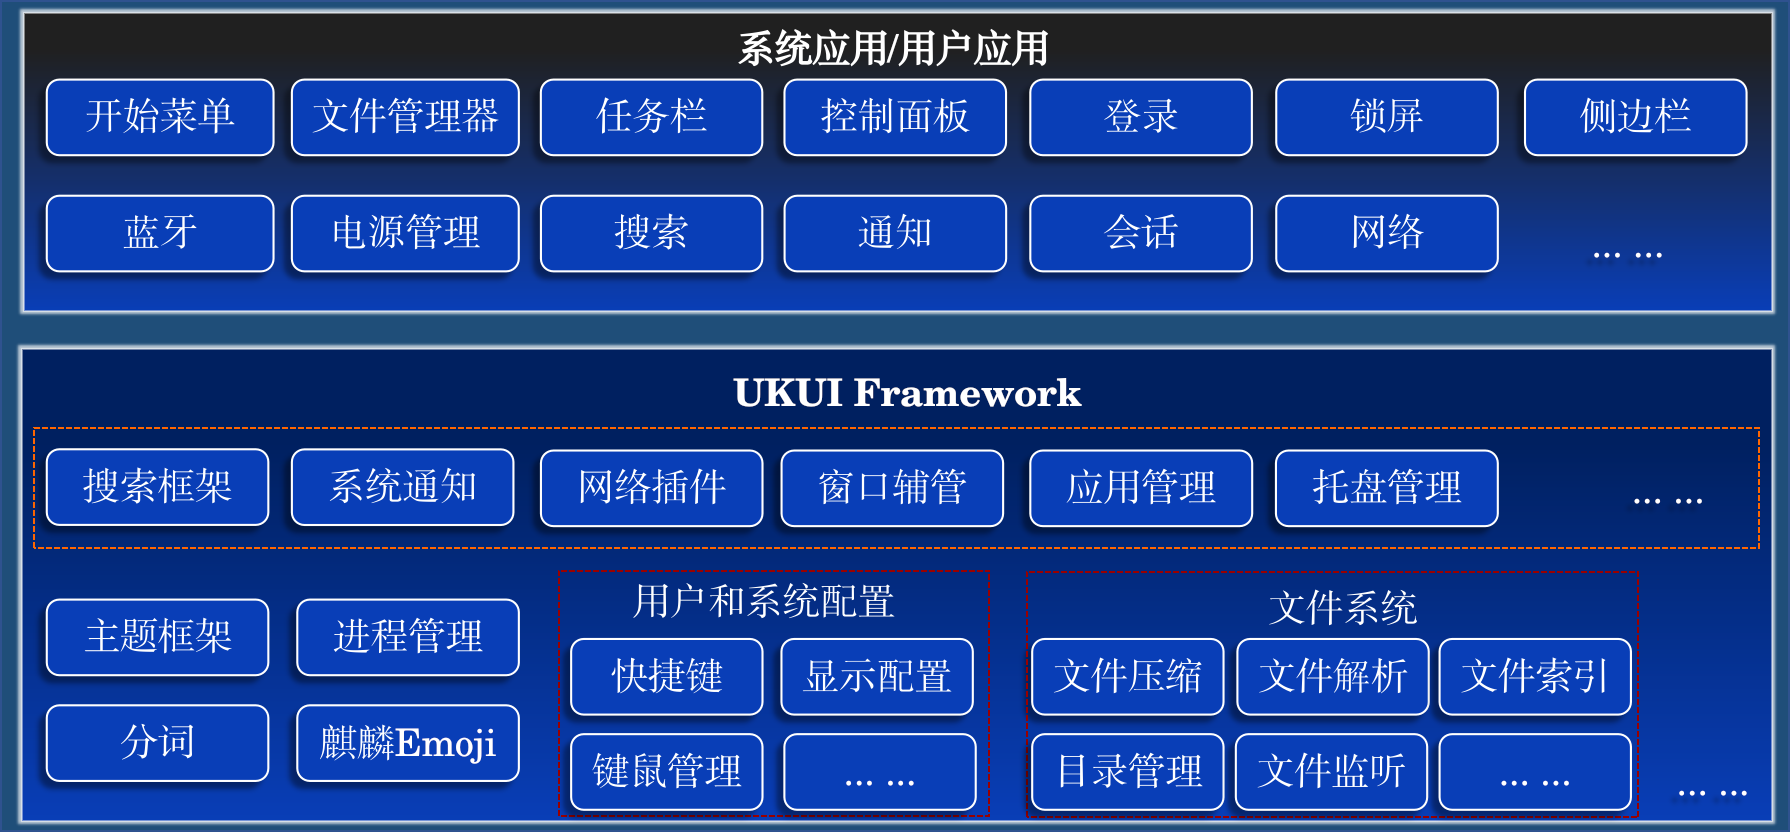 系统应用/用户应用
开始菜单 文件管理器 任务栏 控制面板 登录 锁屏 侧边栏
蓝牙 电源管理 搜索 通知 会话 网络 ... ...
UKUI Framework
搜索框架 系统通知 网络插件 窗口辅管 应用管理 托盘管理 ... ...
主题框架 进程管理
分词 麒麟Emoji
用户和系统配置
快捷键 显示配置
键鼠管理 ... ...
文件系统
文件压缩 文件解析 文件索引
目录管理 文件监听 ... ...
... ...